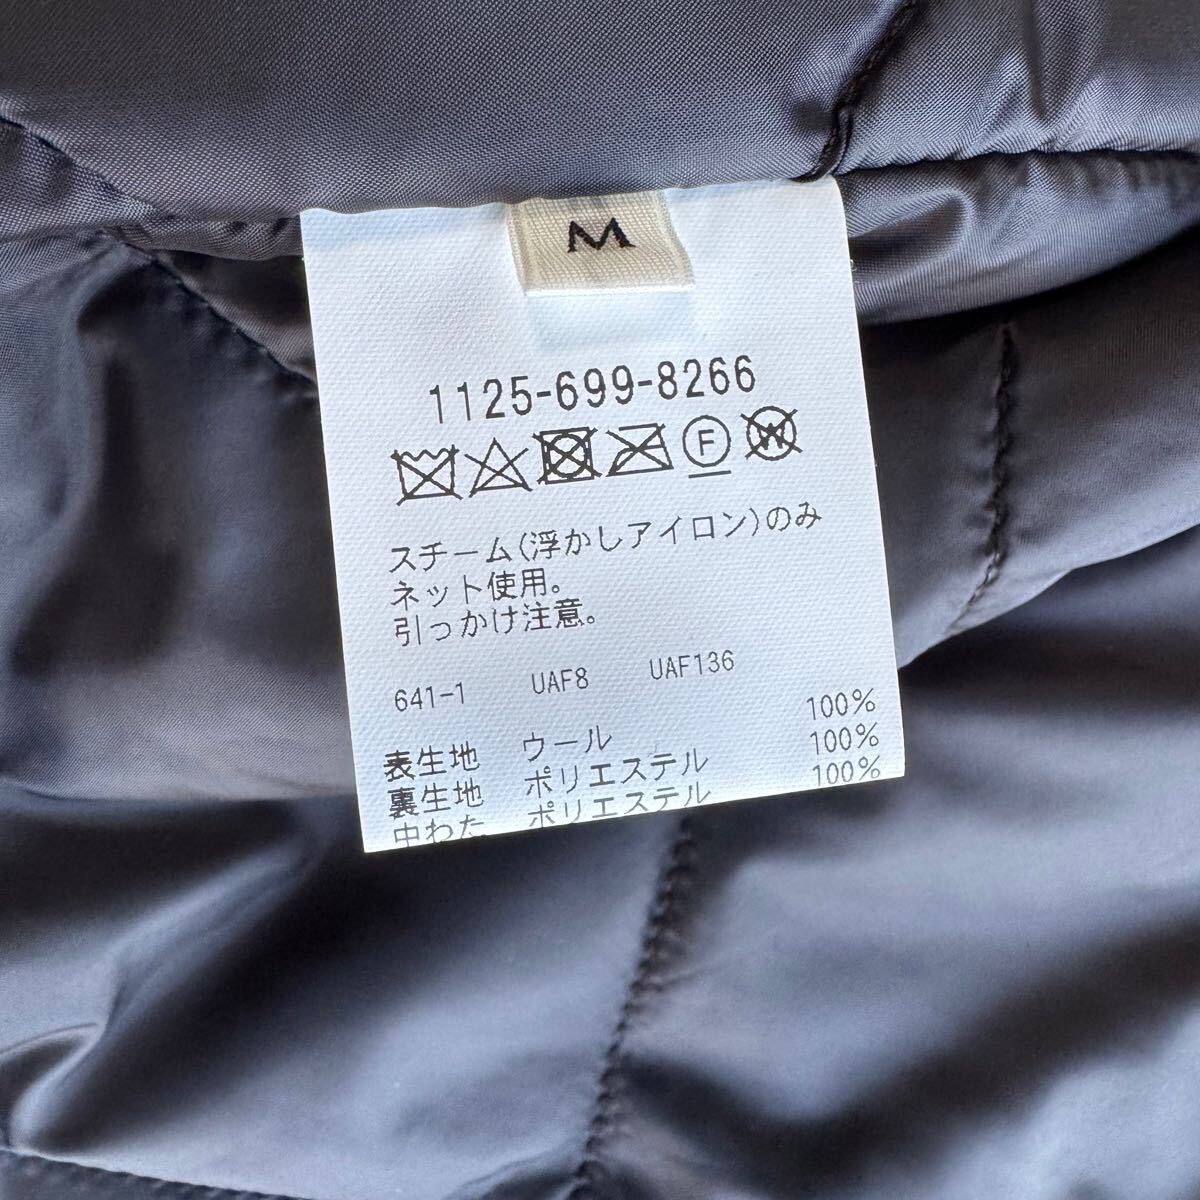 M
1125-699-8266
F W
スチーム(浮かしアイロン)のみ
ネット使用。
引っかけ注意。
641-1 UAF8 UAF136
表生地 ウール 100%
裏生地 ポリエステル 100%
中わた ポリエステル 100%